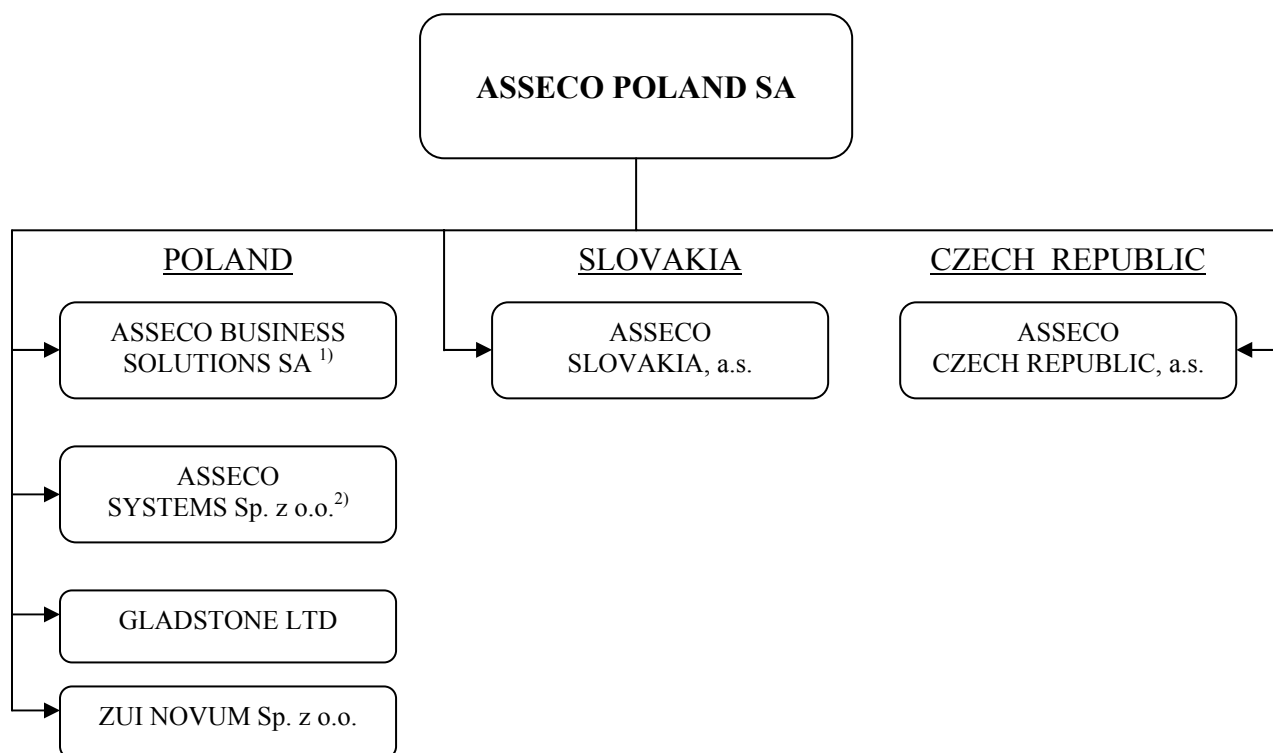 ASSECO POLAND SA
POLAND
SLOVAKIA
CZECH REPUBLIC
ASSECO BUSINESS
SOLUTIONS SA 1)
ASSECO
SLOVAKIA, a.s.
ASSECO
CZECH REPUBLIC, a.s.
ASSECO
SYSTEMS Sp. z o.o.2)
GLADSTONE LTD
ZUI NOVUM Sp. z o.o.